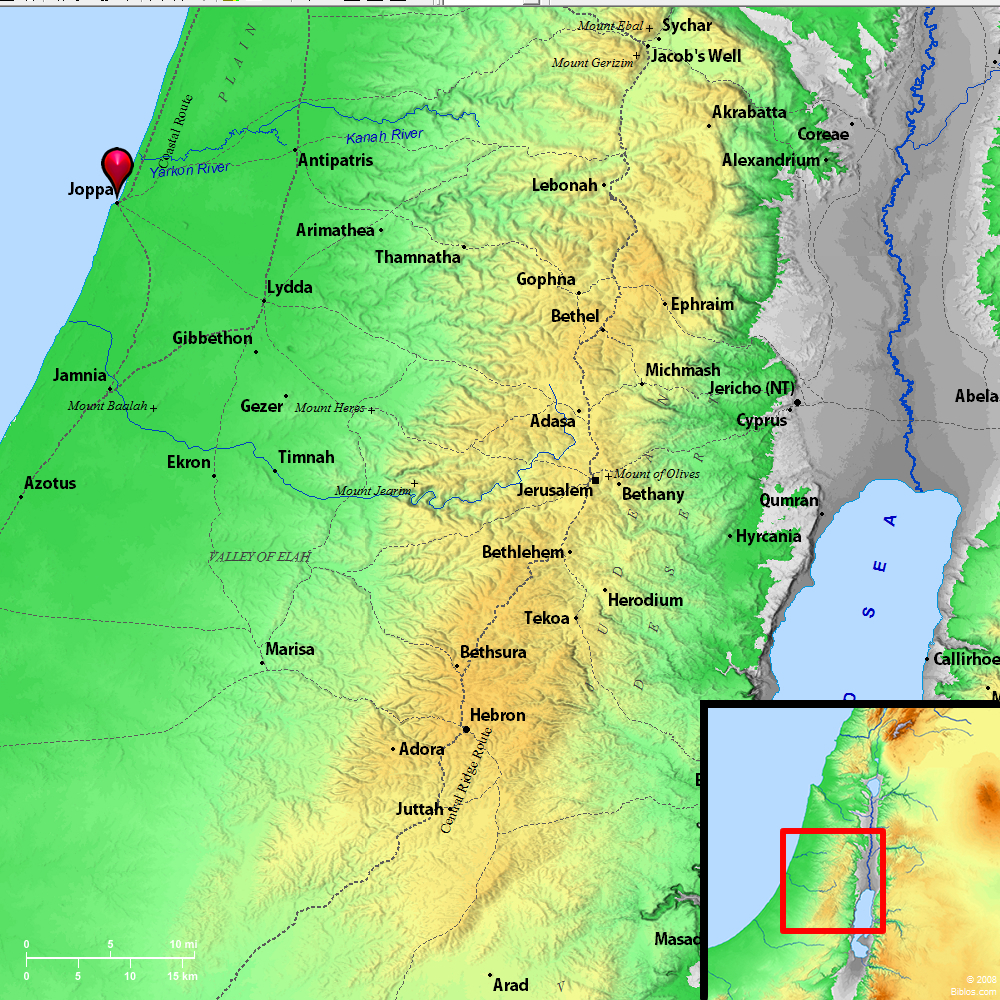 Mount Ebal
Sychar
Mount Gerizim
Jacob's Well
PLAIN
Coastal Route
Akrabatta
Kanah River
Coreae
Antipatris
Alexandrium
Yarkon River
Joppa
Lebonah
Arimathea
Thamnatha
Gophna
Lydda
Ephraim
Bethel
Gibbethon
Michmash
Jamnia
Jericho (NT)
Abela
Mount Baalah
Gezer
Mount Heres
Adasa
Cyprus
Ekron
Timnah
Mount of Olives
Azotus
Mount Jearim
Jerusalem
Bethany
Qumran
Hyrcania
VALLEY OF ELAH
Bethlehem
Herodium
Tekoa
JUDEAN
DESER
D SEA
Marisa
Bethsura
Callirhoe
Hebron
Adora
Central Ridge Route
Juttah
Masad
Arad
0 5 10 mi
0 5 10 15 km
© 2008
Biblos.com